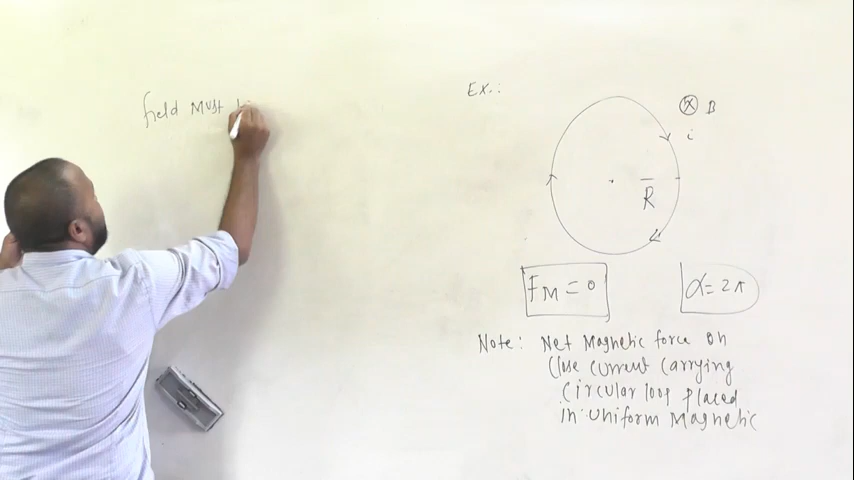 field Must
Ex.:
B
i
R
FM = 0
α = 2π
Note: Net Magnetic force on
Close current carrying
circular loop placed
in uniform Magnetic